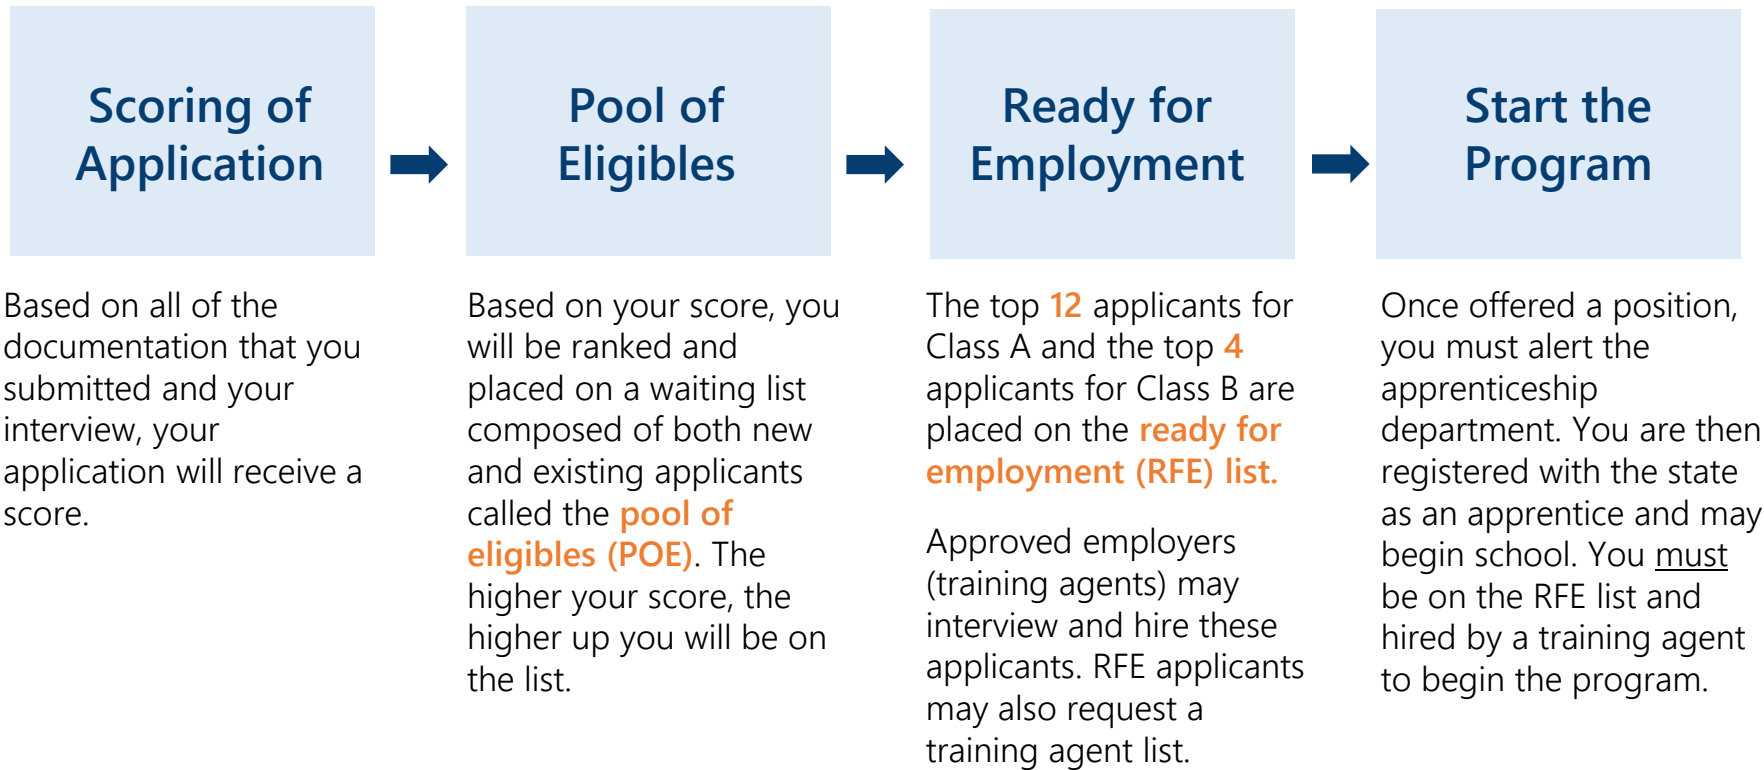 Scoring of
Application
Pool of
Eligibles
Ready for
Employment
Start the
Program
Based on all of the
documentation that you
submitted and your
interview, your
application will receive a
score.
Based on your score, you
will be ranked and
placed on a waiting list
composed of both new
and existing applicants
called the pool of
eligibles (POE). The
higher your score, the
higher up you will be on
the list.
The top 12 applicants for
Class A and the top 4
applicants for Class B are
placed on the ready for
employment (RFE) list.
Approved employers
(training agents) may
interview and hire these
applicants. RFE applicants
may also request a
training agent list.
Once offered a position,
you must alert the
apprenticeship
department. You are then
registered with the state
as an apprentice and may
begin school. You must
be on the RFE list and
hired by a training agent
to begin the program.